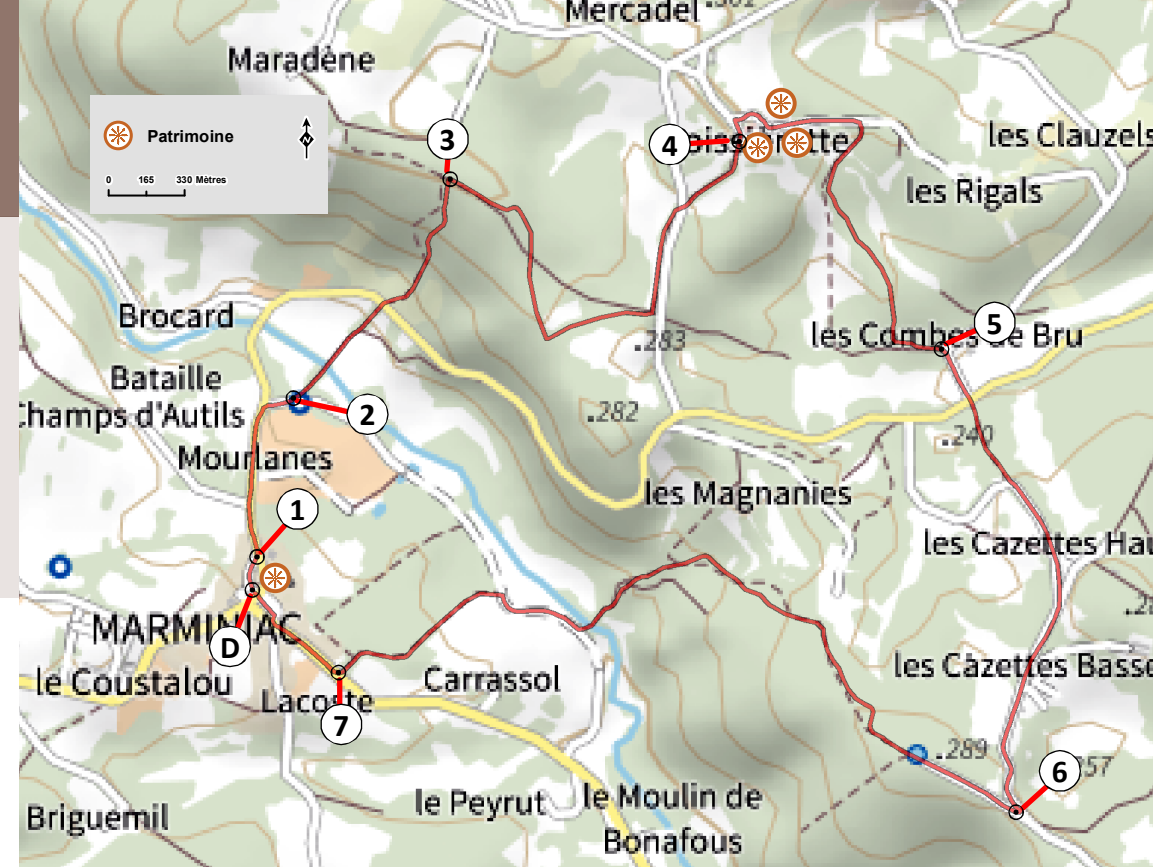 Mercadel
Maradène
Patrimoine
N
0 165 330 Mètres
3
4
les Clauzels
les Rigals
Brocard
.283
les Combes de Bru
5
Bataille
Champs d'Autils
2
.282
.240
Mourlanes
les Magnanies
1
les Cazettes Hau
MARMINIAC
D
le Coustalou
Lacoste
Carrassol
les Cazettes Basse
7
.289
6
257
Briguemil
le Peyrut
le Moulin de
Bonafous